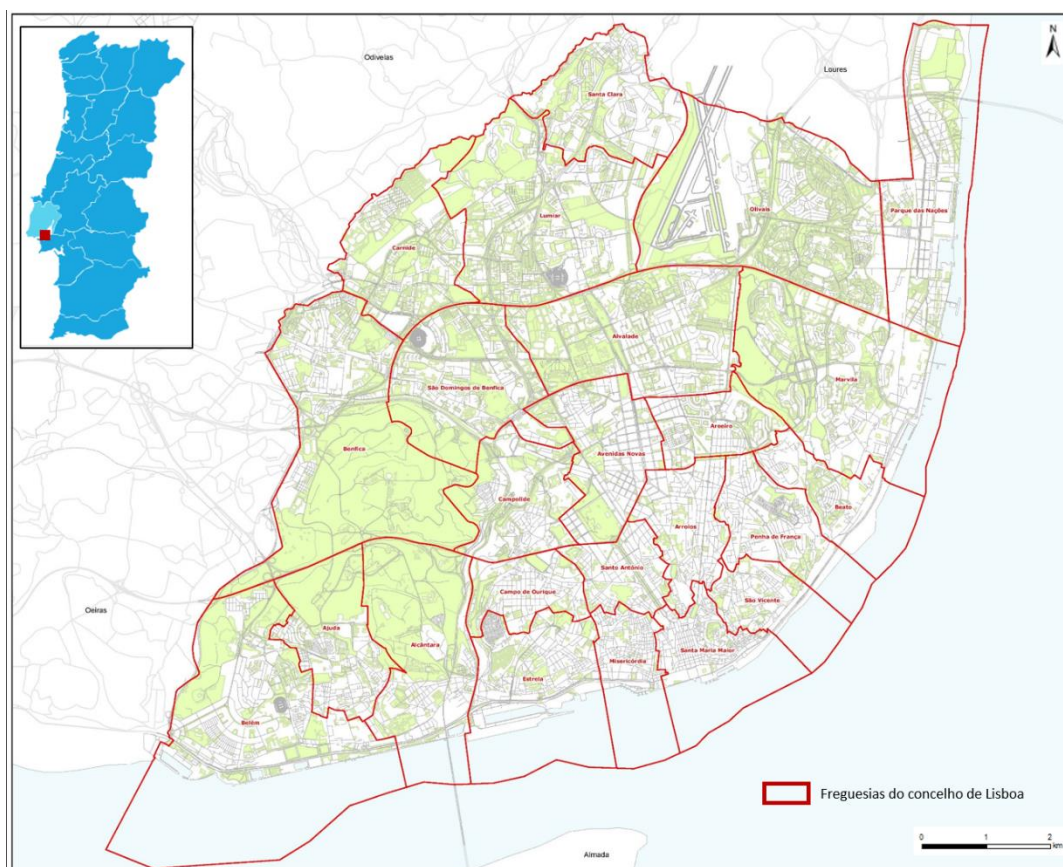 N
Odivelas
Loures
Santa Clara
Lumiar
Olivais
Parque das Nações
Carnide
Alvalade
Marvila
São Domingos de Benfica
Areeiro
Benfica
Avenidas Novas
Campolide
Beato
Arroios
Penha de França
Santo António
Campo de Ourique
São Vicente
Oeiras
Ajuda
Alcântara
Misericórdia
Santa Maria Maior
Estrela
Belém
Freguesias do concelho de Lisboa
0 1 2
km
Almada